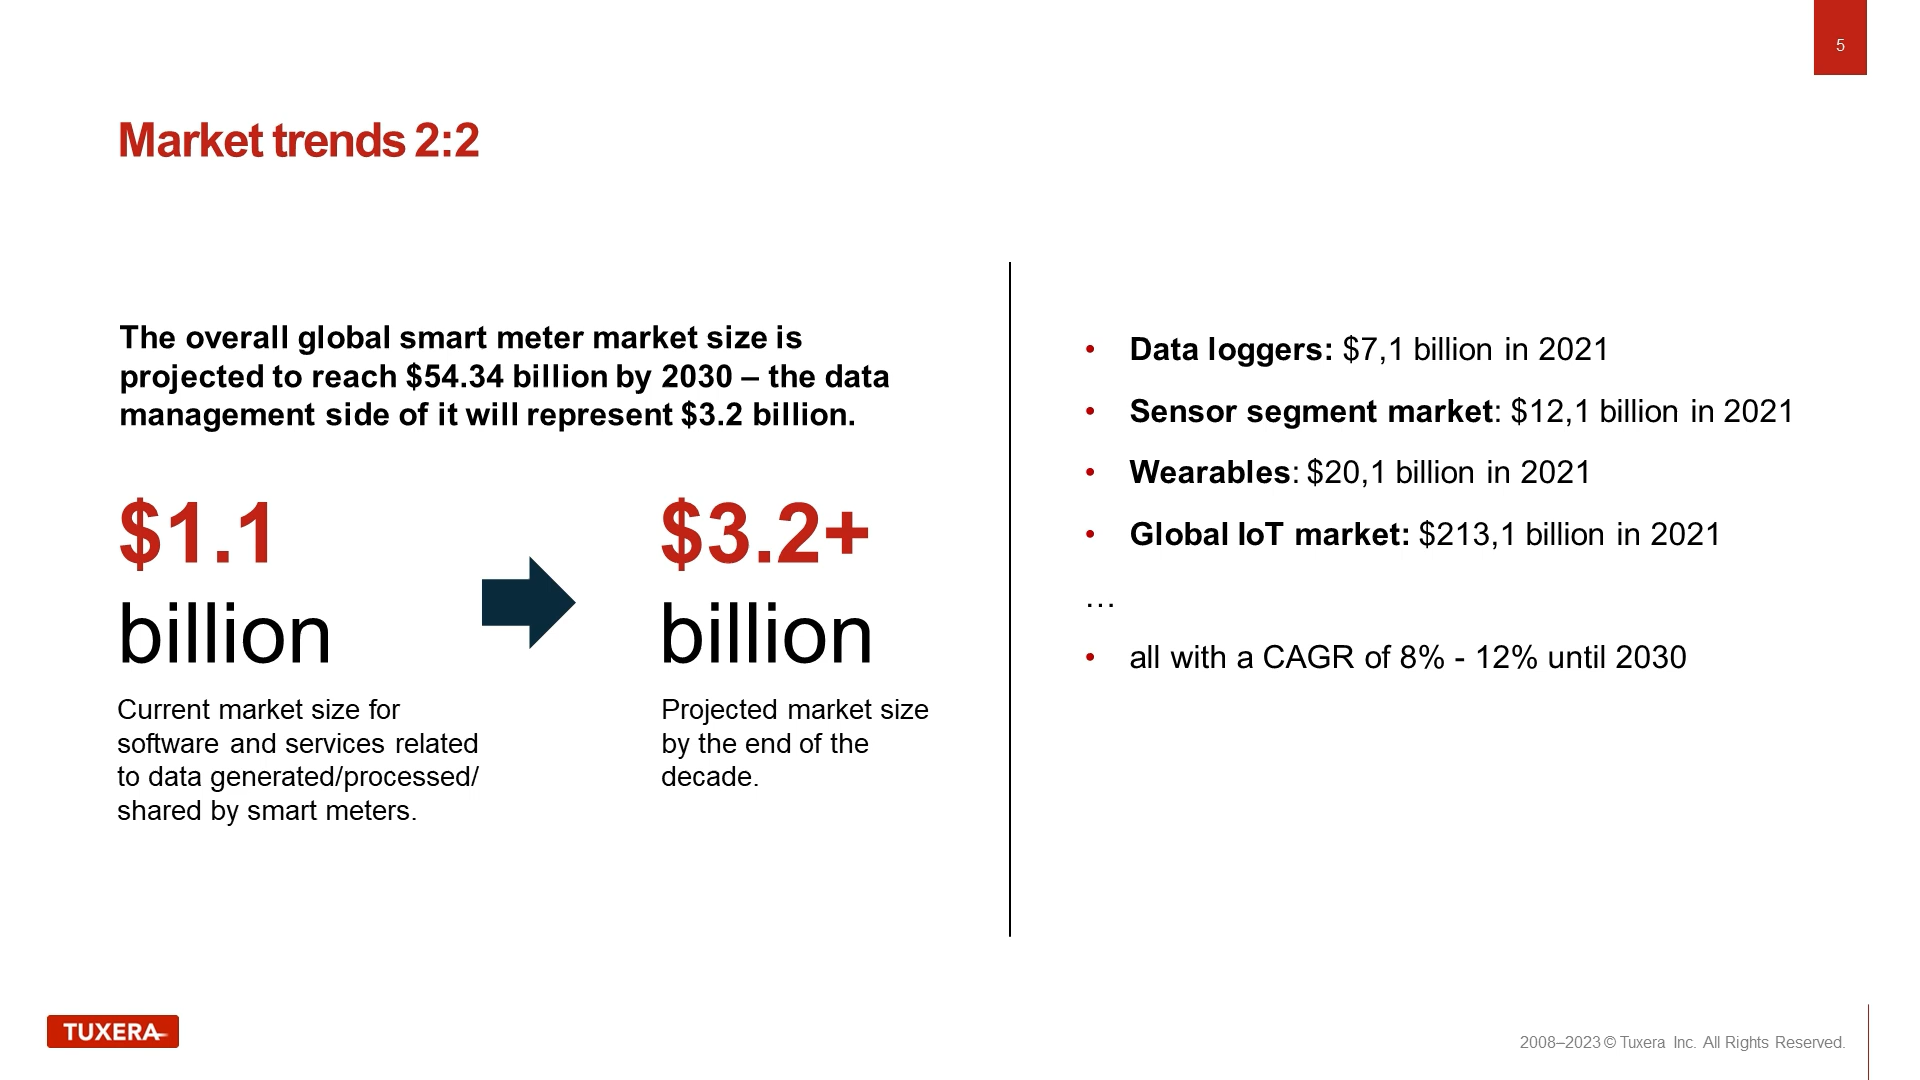 5
Market trends 2:2
The overall global smart meter market size is
projected to reach $54.34 billion by 2030 – the data
management side of it will represent $3.2 billion.
$1.1
billion
Current market size for
software and services related
to data generated/processed/
shared by smart meters.
$3.2+
billion
Projected market size
by the end of the
decade.
• Data loggers: $7,1 billion in 2021
• Sensor segment market: $12,1 billion in 2021
• Wearables: $20,1 billion in 2021
• Global IoT market: $213,1 billion in 2021
…
• all with a CAGR of 8% - 12% until 2030
TUXERA
2008–2023 © Tuxera Inc. All Rights Reserved.